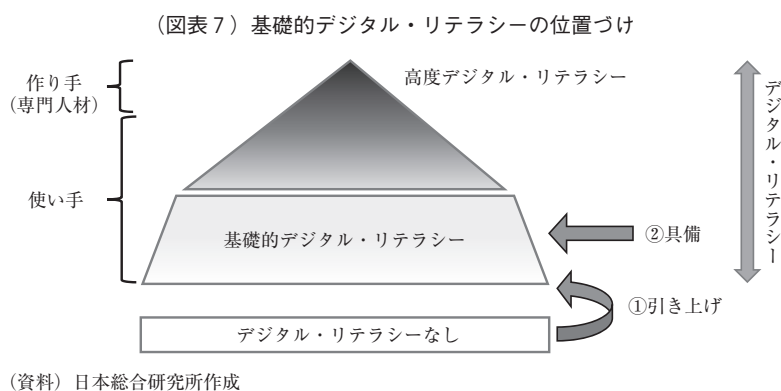 （図表７）基礎的デジタル・リテラシーの位置づけ
作り手
（専門人材）
高度デジタル・リテラシー
使い手
基礎的デジタル・リテラシー
②具備
①引き上げ
デジタル・リテラシーなし
デジタル・リテラシー
（資料）日本総合研究所作成